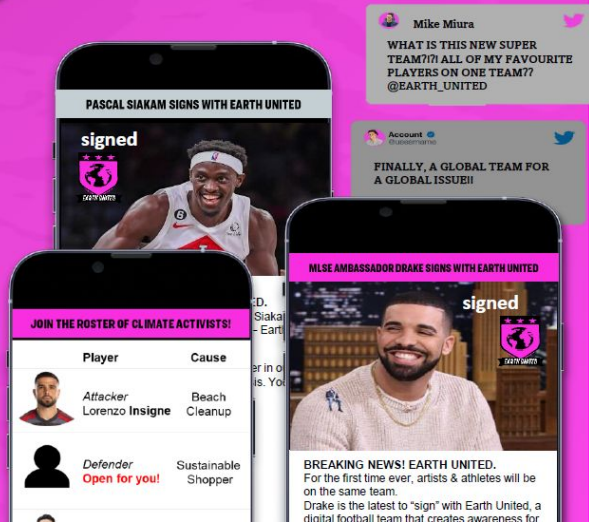 Mike Miura
WHAT IS THIS NEW SUPER
TEAM?!?! ALL OF MY FAVOURITE
PLAYERS ON ONE TEAM??
@EARTH_UNITED
Account
@username
FINALLY, A GLOBAL TEAM FOR
A GLOBAL ISSUE!!
PASCAL SIAKAM SIGNS WITH EARTH UNITED
signed
EARTH UNITED
6
JOIN THE ROSTER OF CLIMATE ACTIVISTS!
Player Cause
Attacker
Lorenzo Insigne
Beach
Cleanup
Defender
Open for you!
Sustainable
Shopper
MLSE AMBASSADOR DRAKE SIGNS WITH EARTH UNITED
signed
EARTH UNITED
BREAKING NEWS! EARTH UNITED.
For the first time ever, artists & athletes will be
on the same team.
Drake is the latest to “sign” with Earth United, a
digital football team that creates awareness for